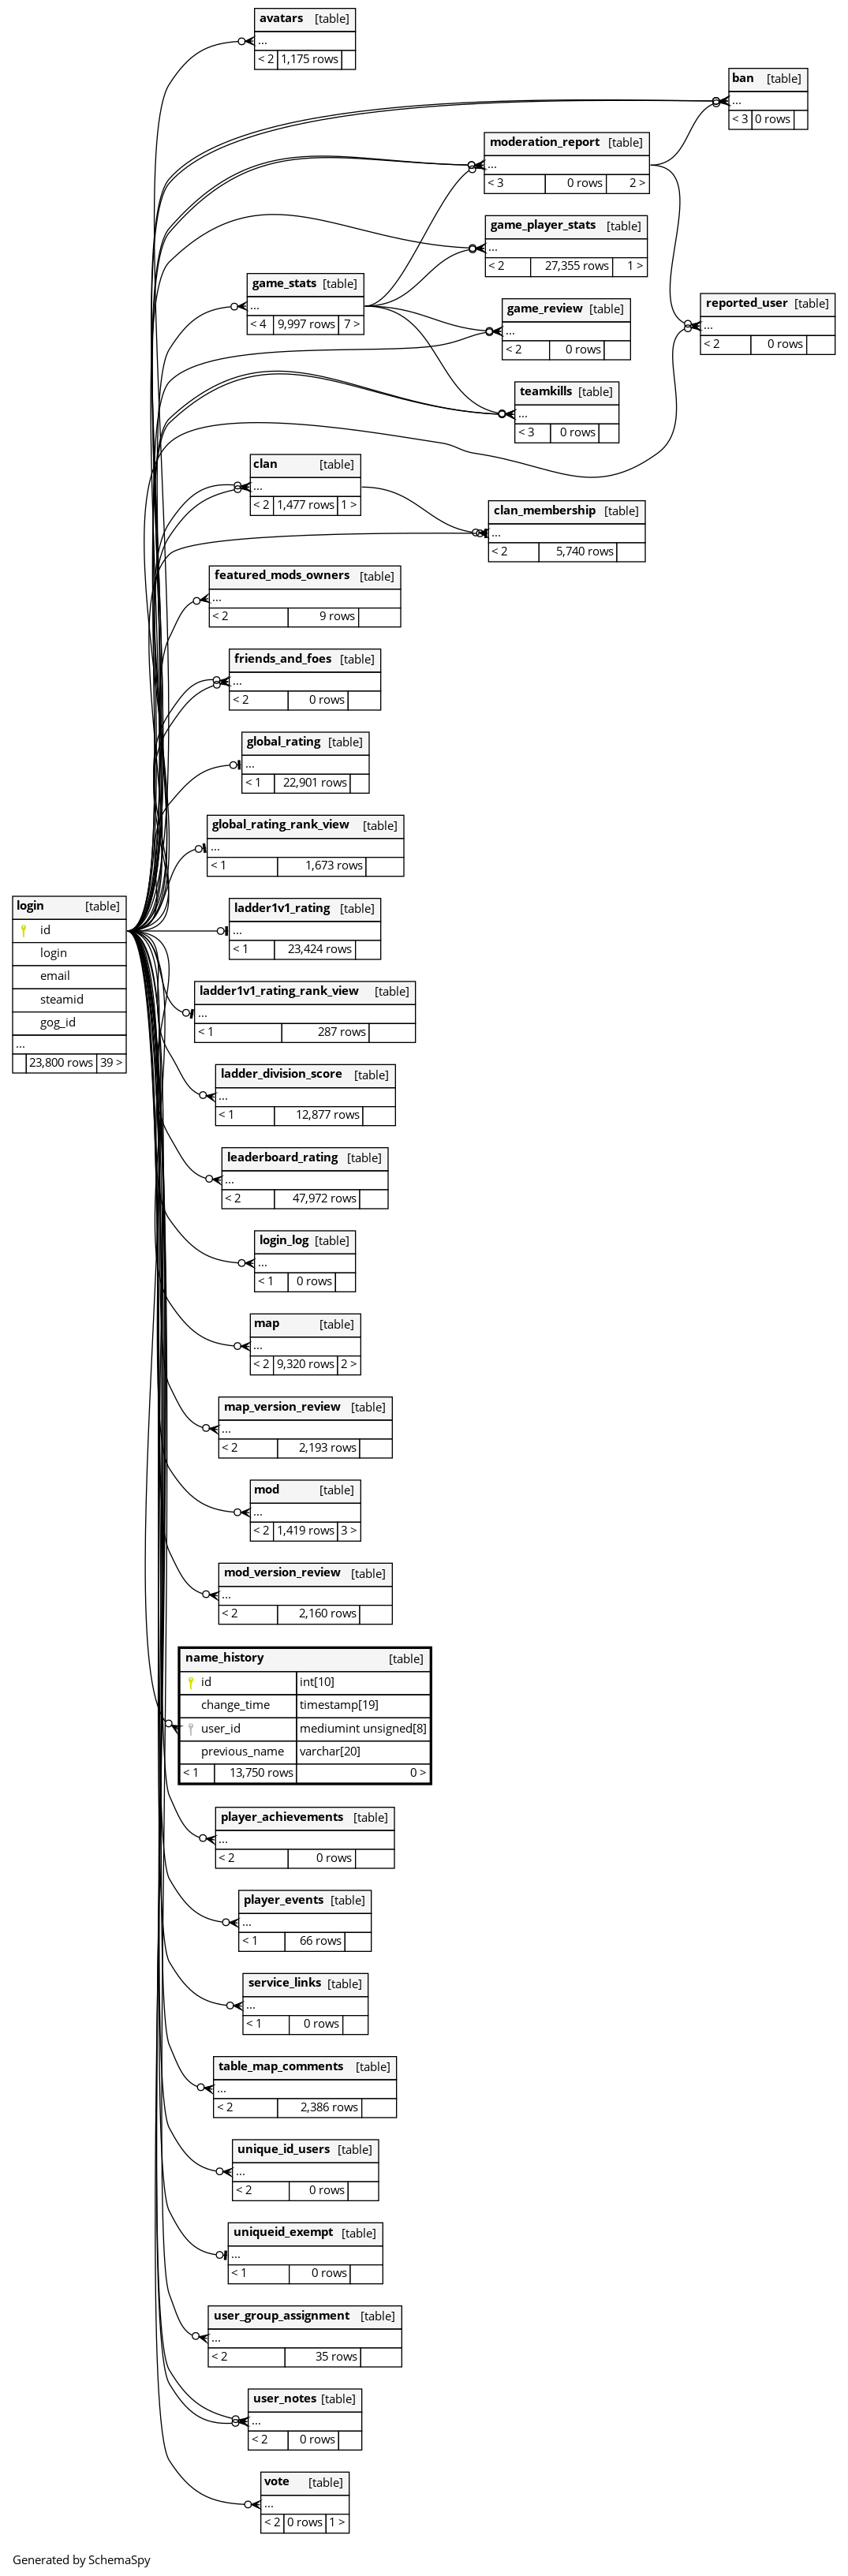 avatars [table]
...
< 2 1,175 rows
ban [table]
...
< 3 0 rows
moderation_report [table]
...
< 3 0 rows 2 >
game_player_stats [table]
...
< 2 27,355 rows 1 >
game_stats [table]
...
< 4 9,997 rows 7 >
reported_user [table]
...
< 2 0 rows
game_review [table]
...
< 2 0 rows
teamkills [table]
...
< 3 0 rows
clan [table]
...
< 2 1,477 rows 1 >
clan_membership [table]
...
< 2 5,740 rows
featured_mods_owners [table]
...
< 2 9 rows
friends_and_foes [table]
...
< 2 0 rows
global_rating [table]
...
< 1 22,901 rows
global_rating_rank_view [table]
...
< 1 1,673 rows
login [table]
id
login
email
steamid
gog_id
...
23,800 rows 39 >
ladder1v1_rating [table]
...
< 1 23,424 rows
ladder1v1_rating_rank_view [table]
...
< 1 287 rows
ladder_division_score [table]
...
< 1 12,877 rows
leaderboard_rating [table]
...
< 2 47,972 rows
login_log [table]
...
< 1 0 rows
map [table]
...
< 2 9,320 rows 2 >
map_version_review [table]
...
< 2 2,193 rows
mod [table]
...
< 2 1,419 rows 3 >
mod_version_review [table]
...
< 2 2,160 rows
name_history [table]
id int[10]
change_time timestamp[19]
user_id mediumint unsigned[8]
previous_name varchar[20]
< 1 13,750 rows 0 >
player_achievements [table]
...
< 2 0 rows
player_events [table]
...
< 1 66 rows
service_links [table]
...
< 1 0 rows
table_map_comments [table]
...
< 2 2,386 rows
unique_id_users [table]
...
< 2 0 rows
uniqueid_exempt [table]
...
< 1 0 rows
user_group_assignment [table]
...
< 2 35 rows
user_notes [table]
...
< 2 0 rows
vote [table]
...
< 2 0 rows 1 >
Generated by SchemaSpy